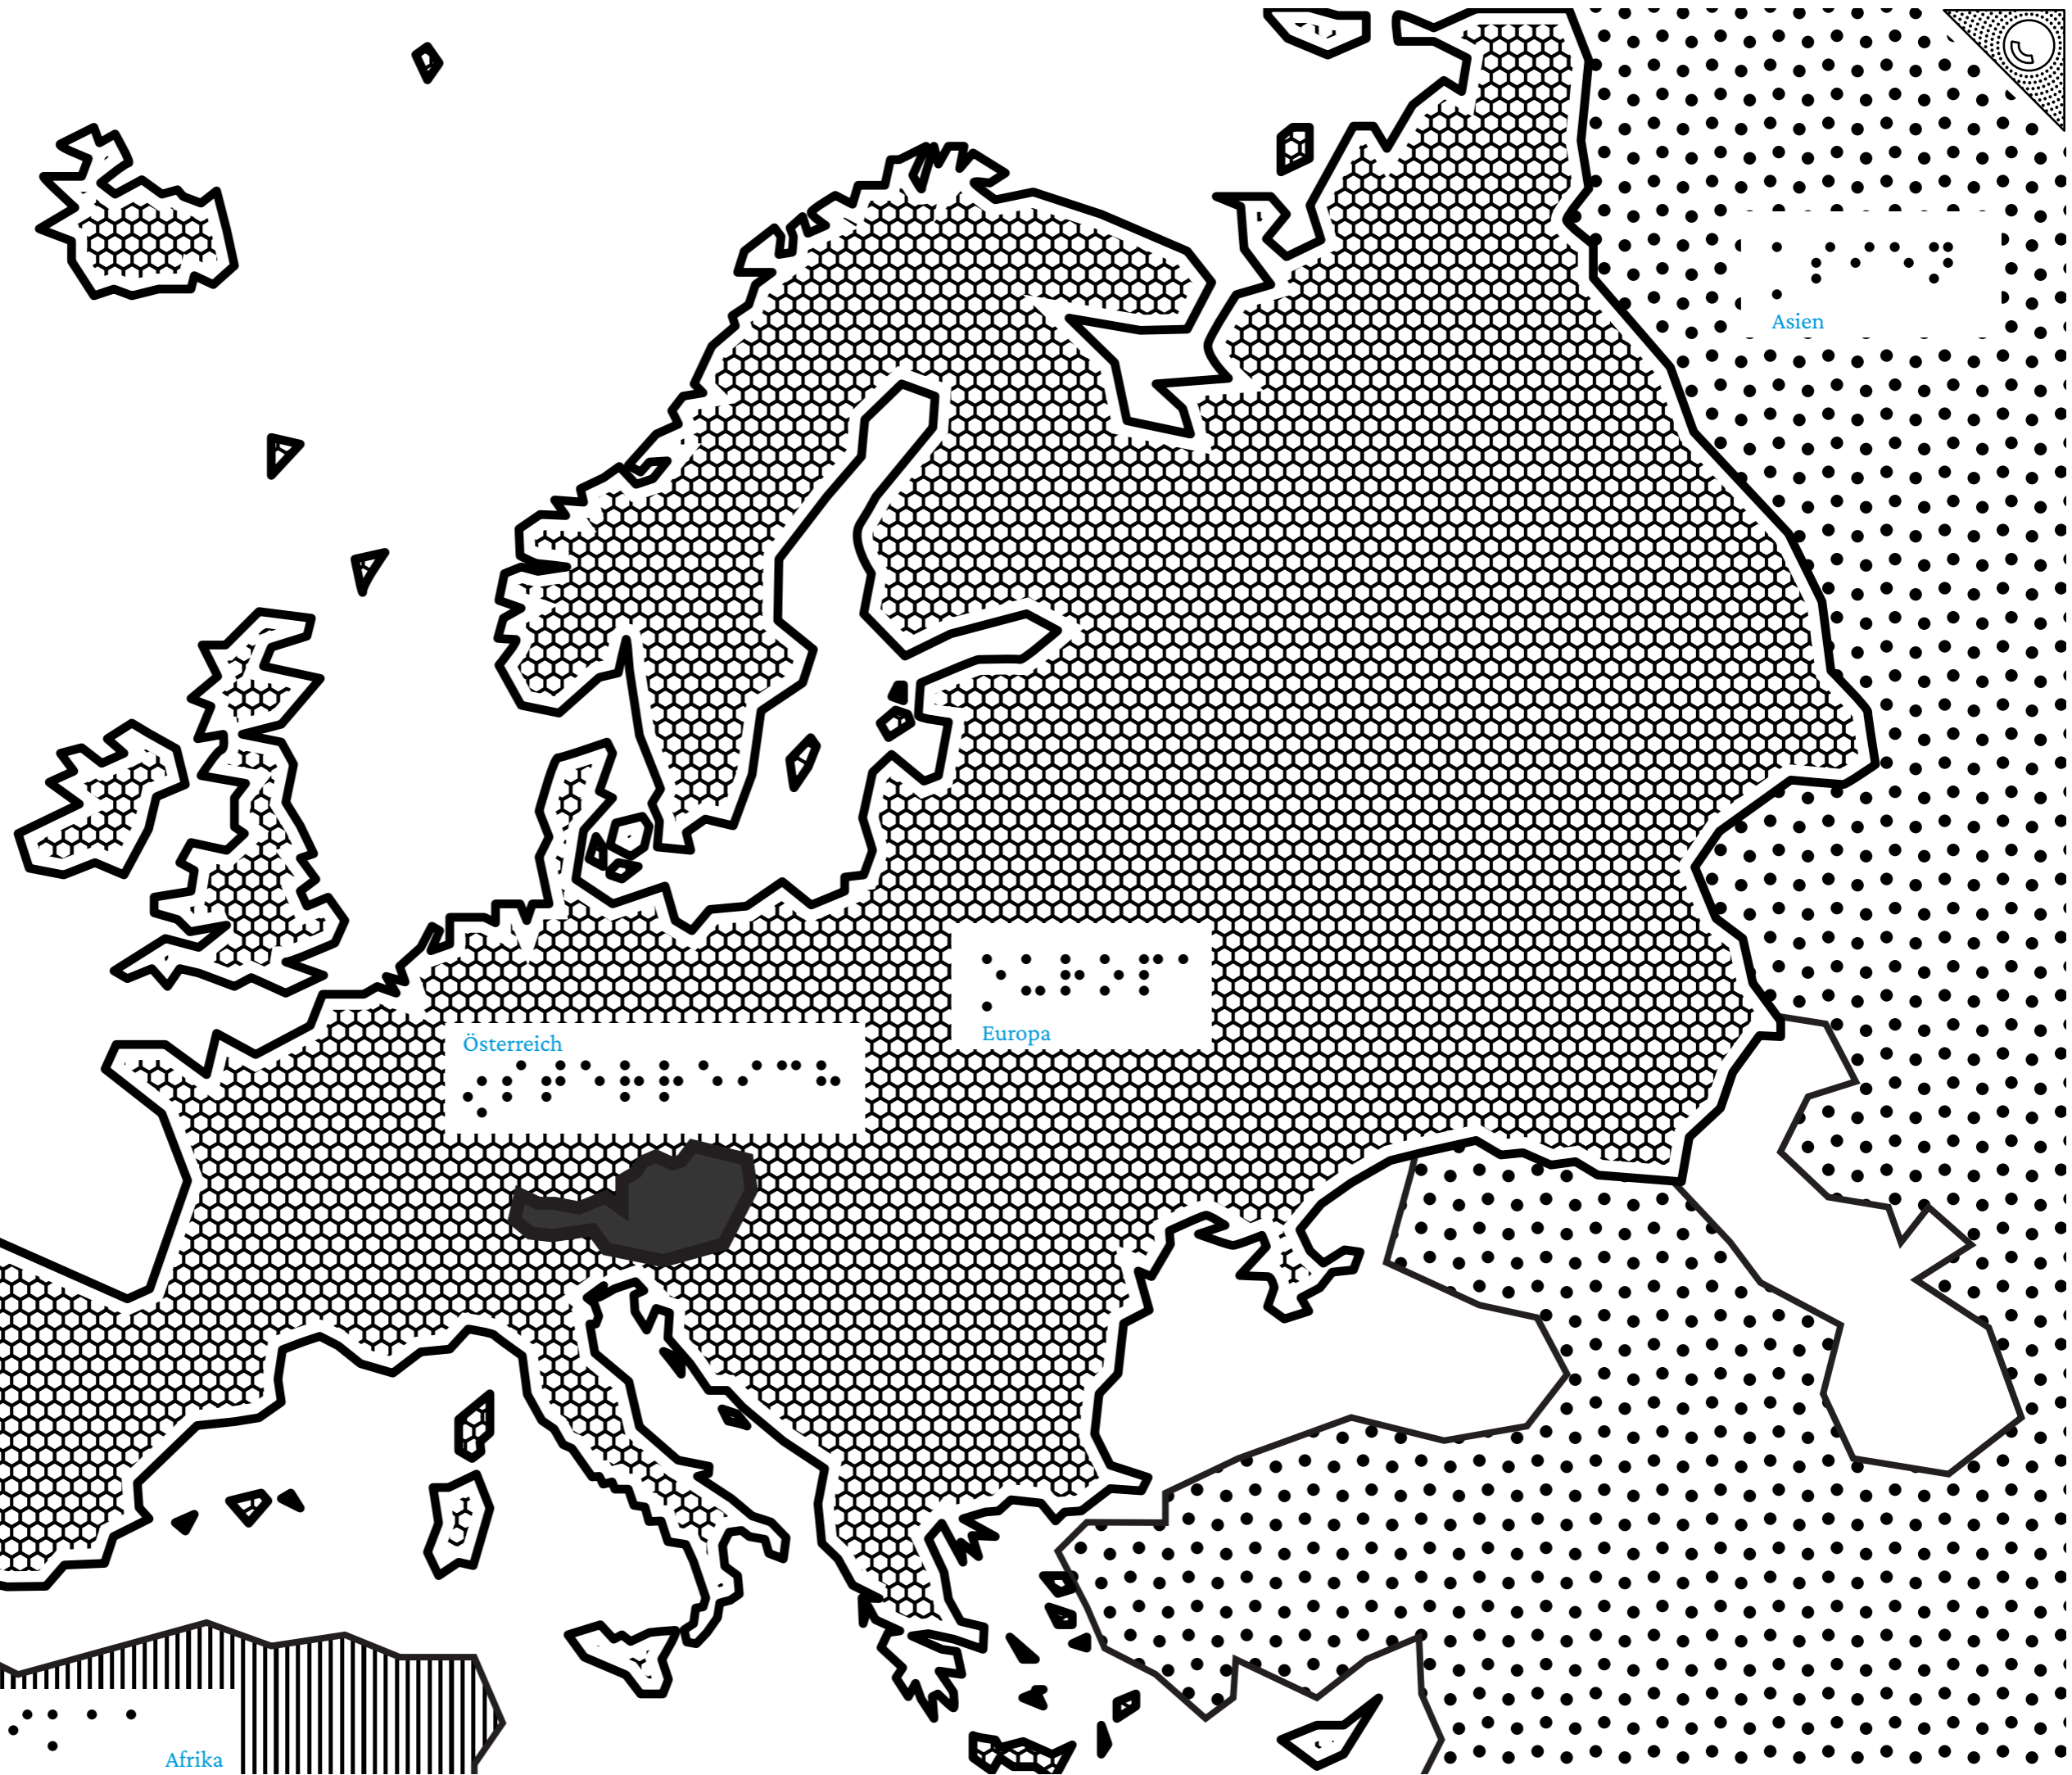 ⡁⠎⠊⠑⠝
Asien
⡑⠥⠗⠕⠏⠁
Europa
Österreich
⢔⠎⠞⠑⠗⠗⠑⠊⠉⠓
⠊⠅⠁⠁
Afrika